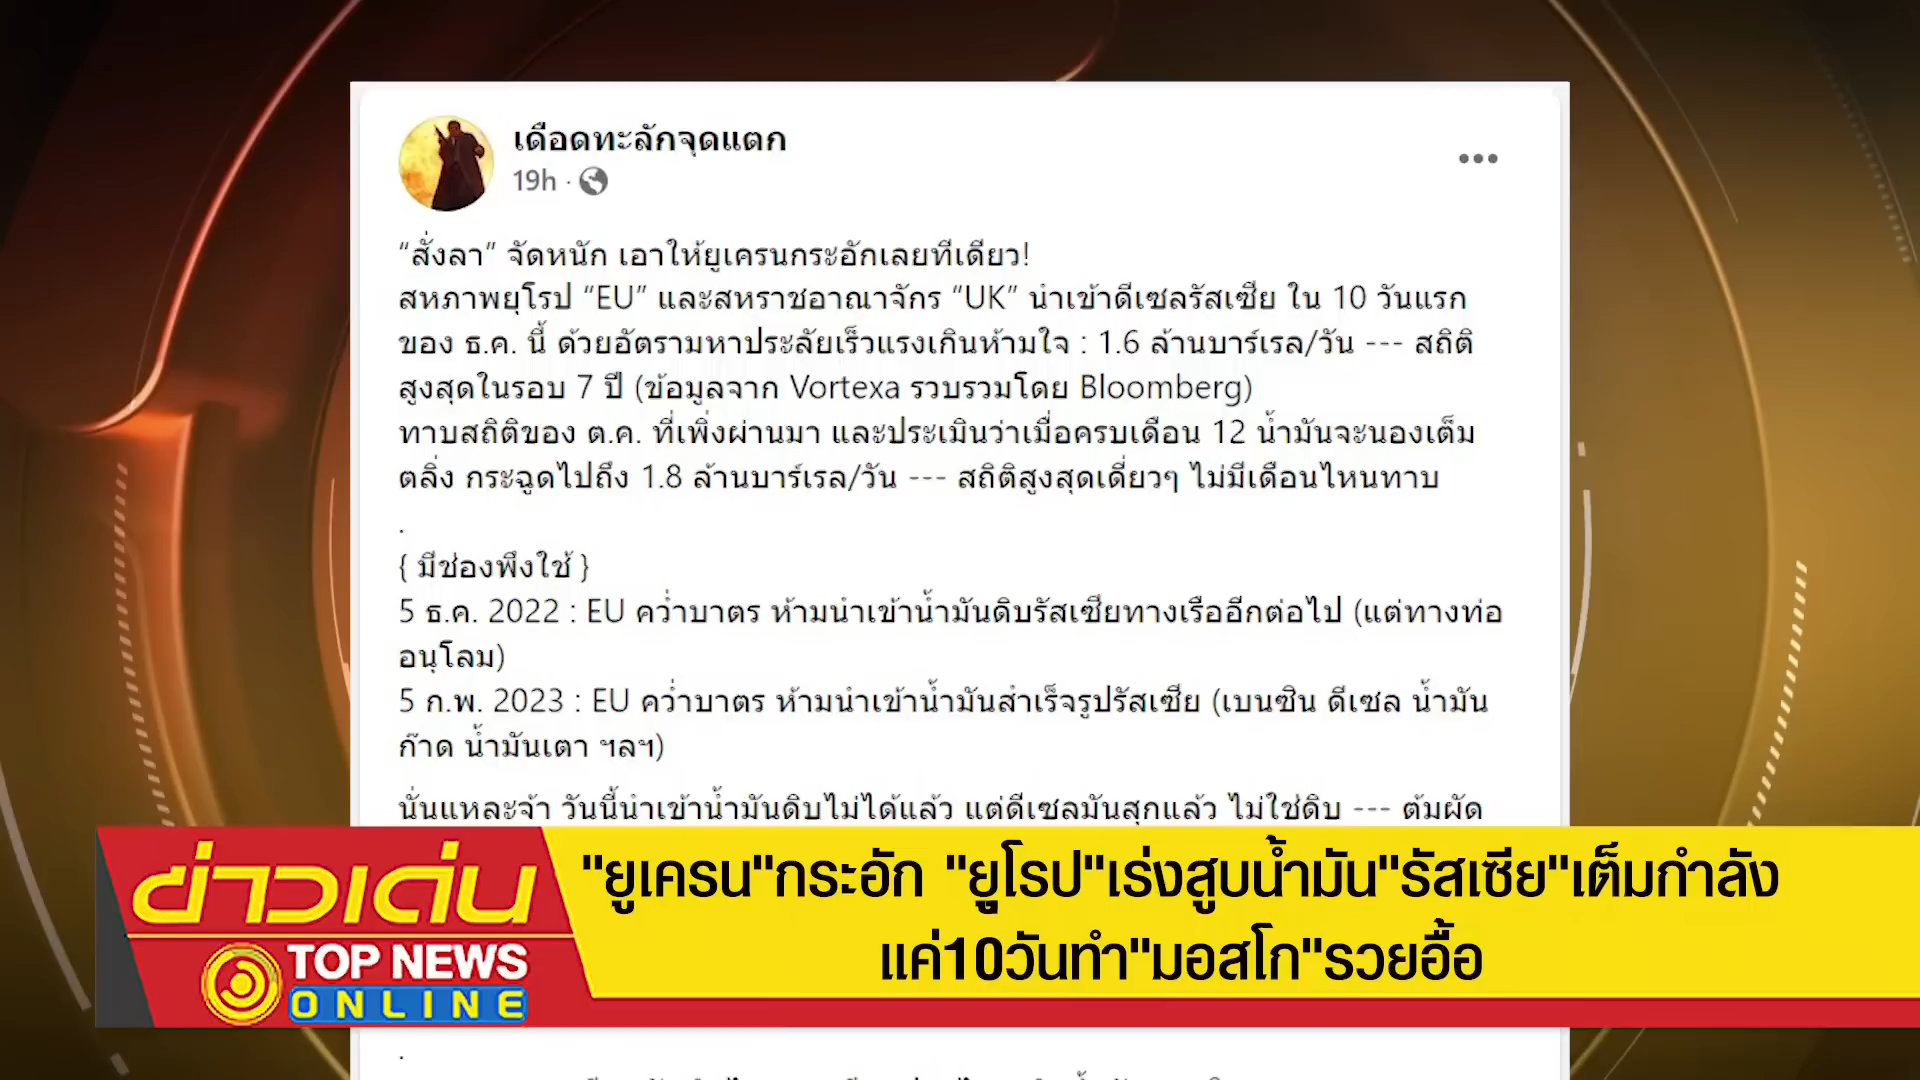 เดือดทะลักจุดแตก
19h ·
“สั่งลา” จัดหนัก เอาให้ยูเครนกระอักเลยทีเดียว!
สหภาพยุโรป “EU” และสหราชอาณาจักร “UK” นำเข้าดีเซลรัสเซีย ใน 10 วันแรก
ของ ธ.ค. นี้ ด้วยอัตรามหาประลัยเร็วแรงเกินห้ามใจ : 1.6 ล้านบาร์เรล/วัน --- สถิติ
สูงสุดในรอบ 7 ปี (ข้อมูลจาก Vortexa รวบรวมโดย Bloomberg)
ทาบสถิติของ ต.ค. ที่เพิ่งผ่านมา และประเมินว่าเมื่อครบเดือน 12 น้ำมันจะนองเต็ม
ตลิ่ง กระฉูดไปถึง 1.8 ล้านบาร์เรล/วัน --- สถิติสูงสุดเดี่ยวๆ ไม่มีเดือนไหนทาบ
.
{ มีช่องพึงใช้ }
5 ธ.ค. 2022 : EU คว่ำบาตร ห้ามนำเข้าน้ำมันดิบรัสเซียทางเรืออีกต่อไป (แต่ทางท่อ
อนุโลม)
5 ก.พ. 2023 : EU คว่ำบาตร ห้ามนำเข้าน้ำมันสำเร็จรูปรัสเซีย (เบนซิน ดีเซล น้ำมัน
ก๊าด น้ำมันเตา ฯลฯ)
นั่นแหละจ้า วันนี้นำเข้าน้ำมันดิบไม่ได้แล้ว แต่ดีเซลมันสุกแล้ว ไม่ใช่ดิบ --- ต้มผัด
ข่าวเด่น
TOP NEWS
ONLINE
"ยูเครน"กระอัก "ยุโรป"เร่งสูบน้ำมัน"รัสเซีย"เต็มกำลัง
แค่10วันทำ"มอสโก"รวยอื้อ
.